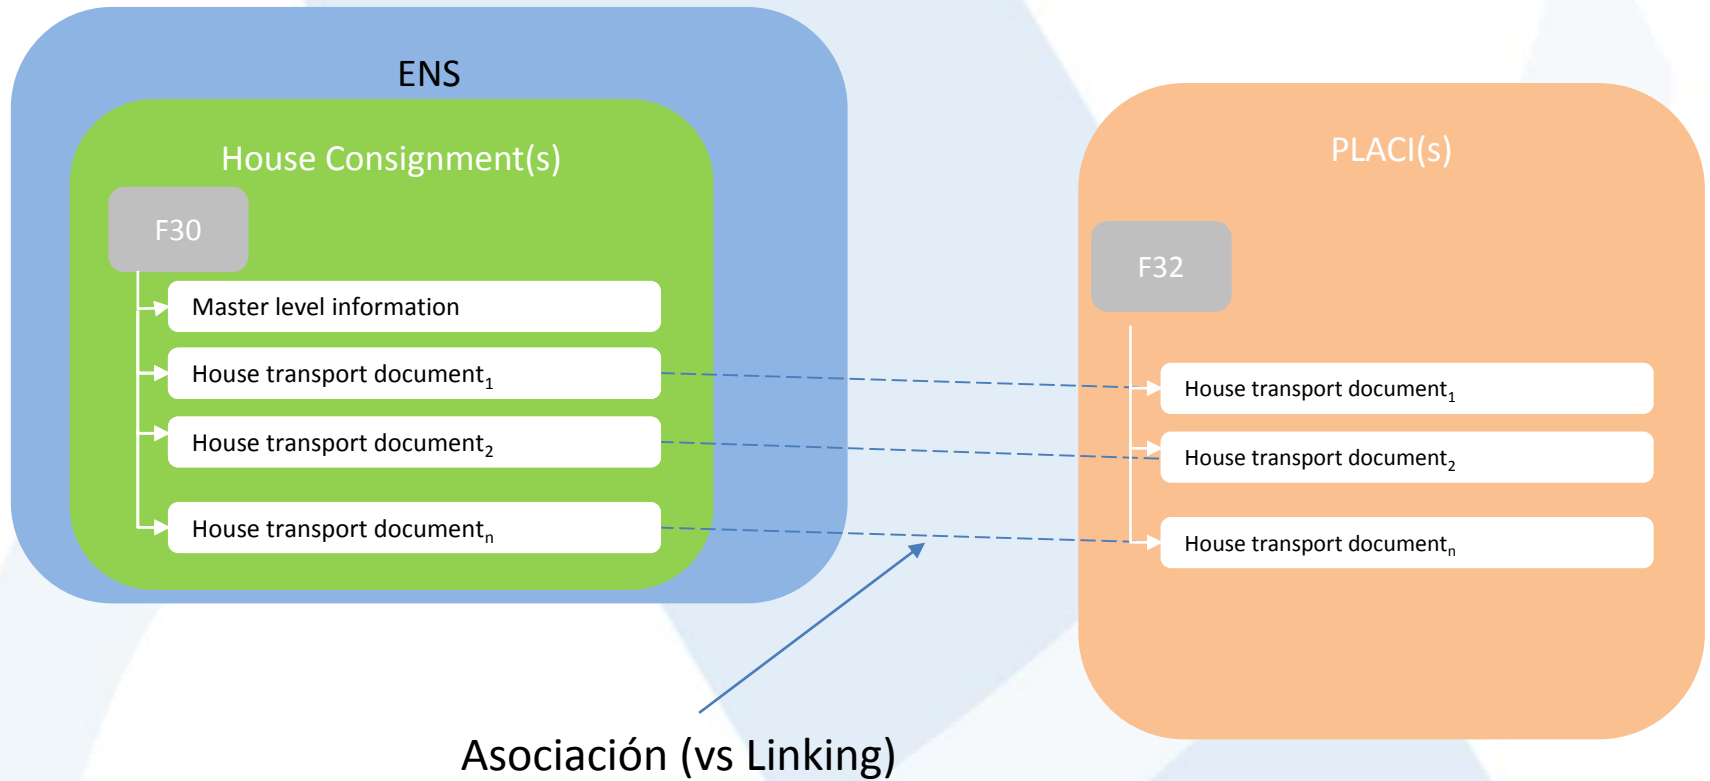 ENS
House Consignment(s)
F30
Master level information
House transport document1
House transport document2
House transport documentn
PLACI(s)
F32
House transport document1
House transport document2
House transport documentn
Asociación (vs Linking)